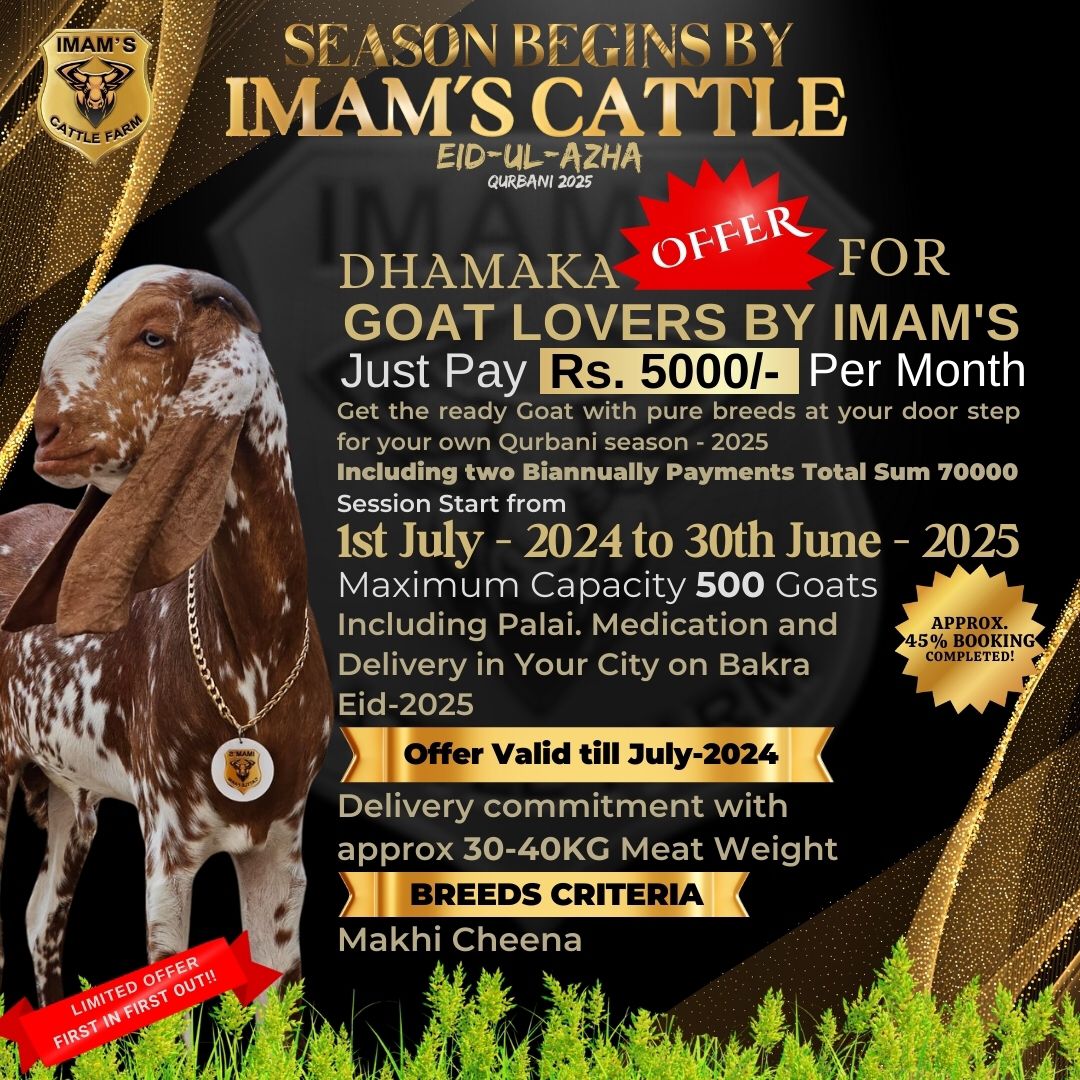 IMAM'S
CATTLE FARM
SEASON BEGINS BY
IMAM'S CATTLE
EID-UL-AZHA
QURBANI 2025
DHAMAKA OFFER FOR
GOAT LOVERS BY IMAM'S
Just Pay Rs. 5000/- Per Month
Get the ready Goat with pure breeds at your door step
for your own Qurbani season - 2025
Including two Biannually Payments Total Sum 70000
Session Start from
1st July - 2024 to 30th June - 2025
Maximum Capacity 500 Goats
Including Palai. Medication and
Delivery in Your City on Bakra
Eid-2025
APPROX.
45% BOOKING
COMPLETED!
Offer Valid till July-2024
Delivery commitment with
approx 30-40KG Meat Weight
BREEDS CRITERIA
Makhi Cheena
IMAM'S
CATTLE FARM
LIMITED OFFER
FIRST IN FIRST OUT!!